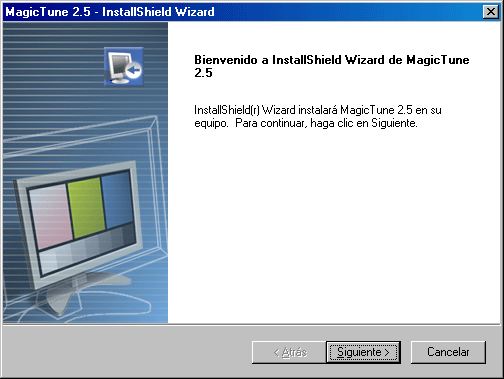 MagicTune 2.5 - InstallShield Wizard
Bienvenido a InstallShield Wizard de MagicTune
2.5
InstallShield(r) Wizard instalará MagicTune 2.5 en su
equipo.  Para continuar, haga clic en Siguiente.
< Atrás
Siguiente >
Cancelar